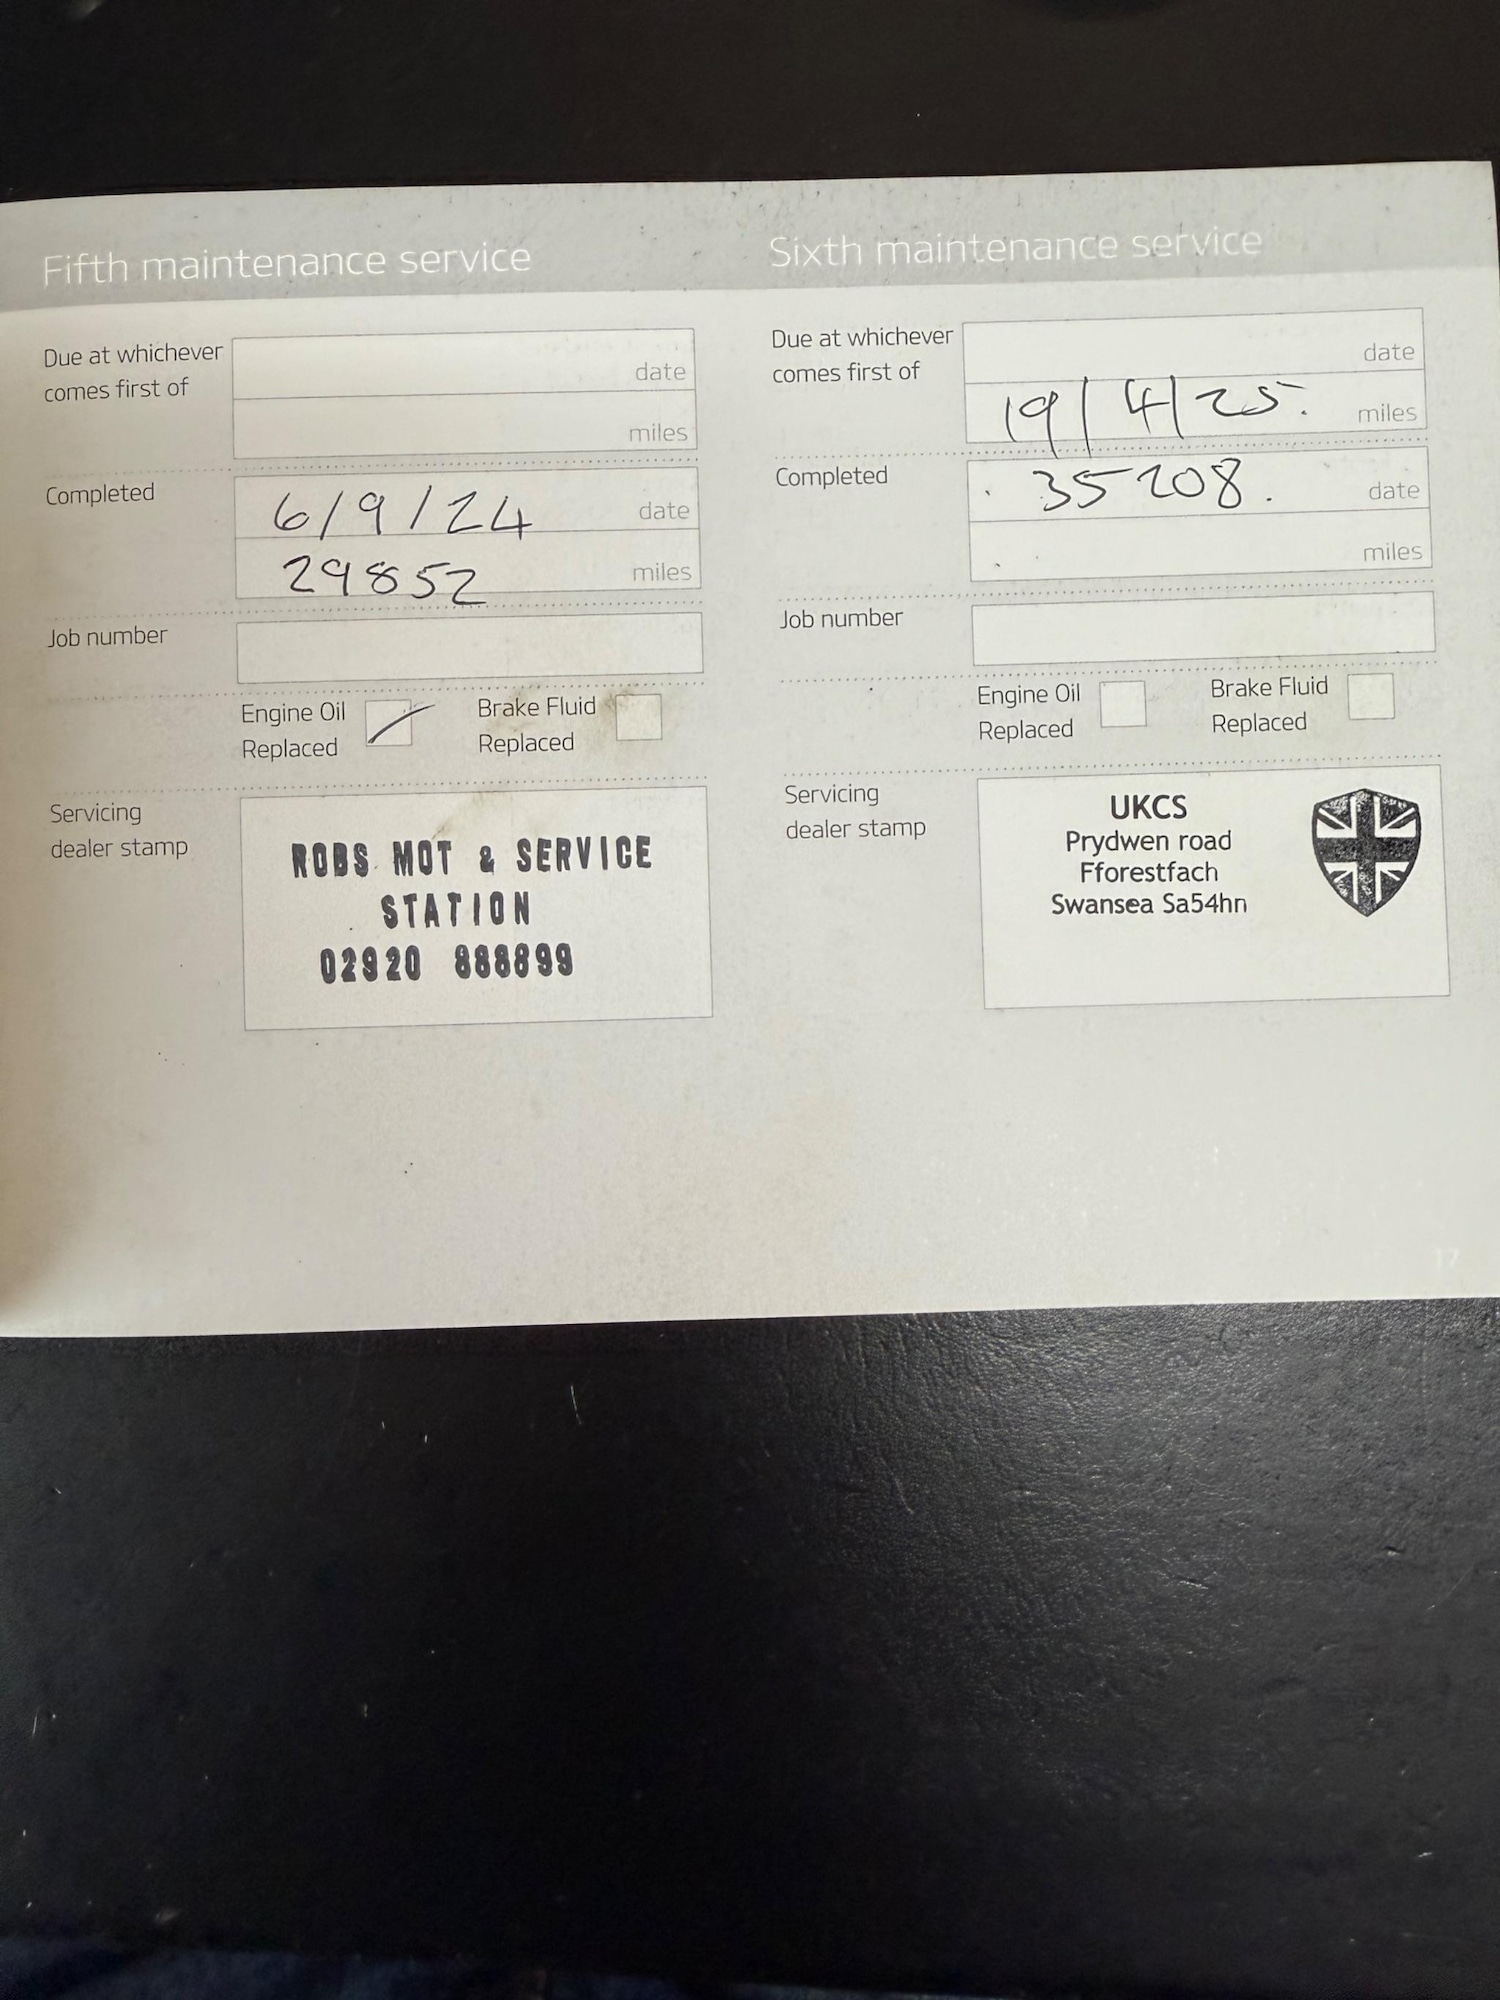 Fifth maintenance service
Due at whichever
comes first of
date
miles
Completed
6/9/24 date
29852 miles
Job number
Engine Oil
Replaced
Brake Fluid
Replaced
Servicing
dealer stamp
ROBS MOT & SERVICE
STATION
02920 888899
Sixth maintenance service
Due at whichever
comes first of
date
19/4/25. miles
Completed
35208. date
miles
Job number
Engine Oil
Replaced
Brake Fluid
Replaced
Servicing
dealer stamp
UKCS
Prydwen road
Fforestfach
Swansea Sa54hn
17